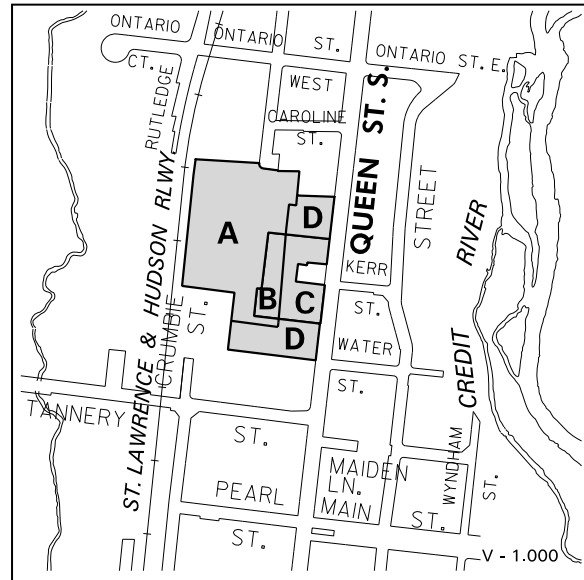 ONTARIO
ONTARIO ST.
ONTARIO ST. E.
CT.
RUTLEDGE
WEST
CAROLINE
ST.
QUEEN ST. S.
STREET
RIVER
CREDIT
ST. LAWRENCE & HUDSON RLWY
A
D
B
C
D
KERR
ST.
CRUMBIE
ST.
WATER
ST.
TANNERY
ST.
MAIDEN
LN.
MAIN
ST.
WYNDHAM
ST.
PEARL
ST.
V - 1.000